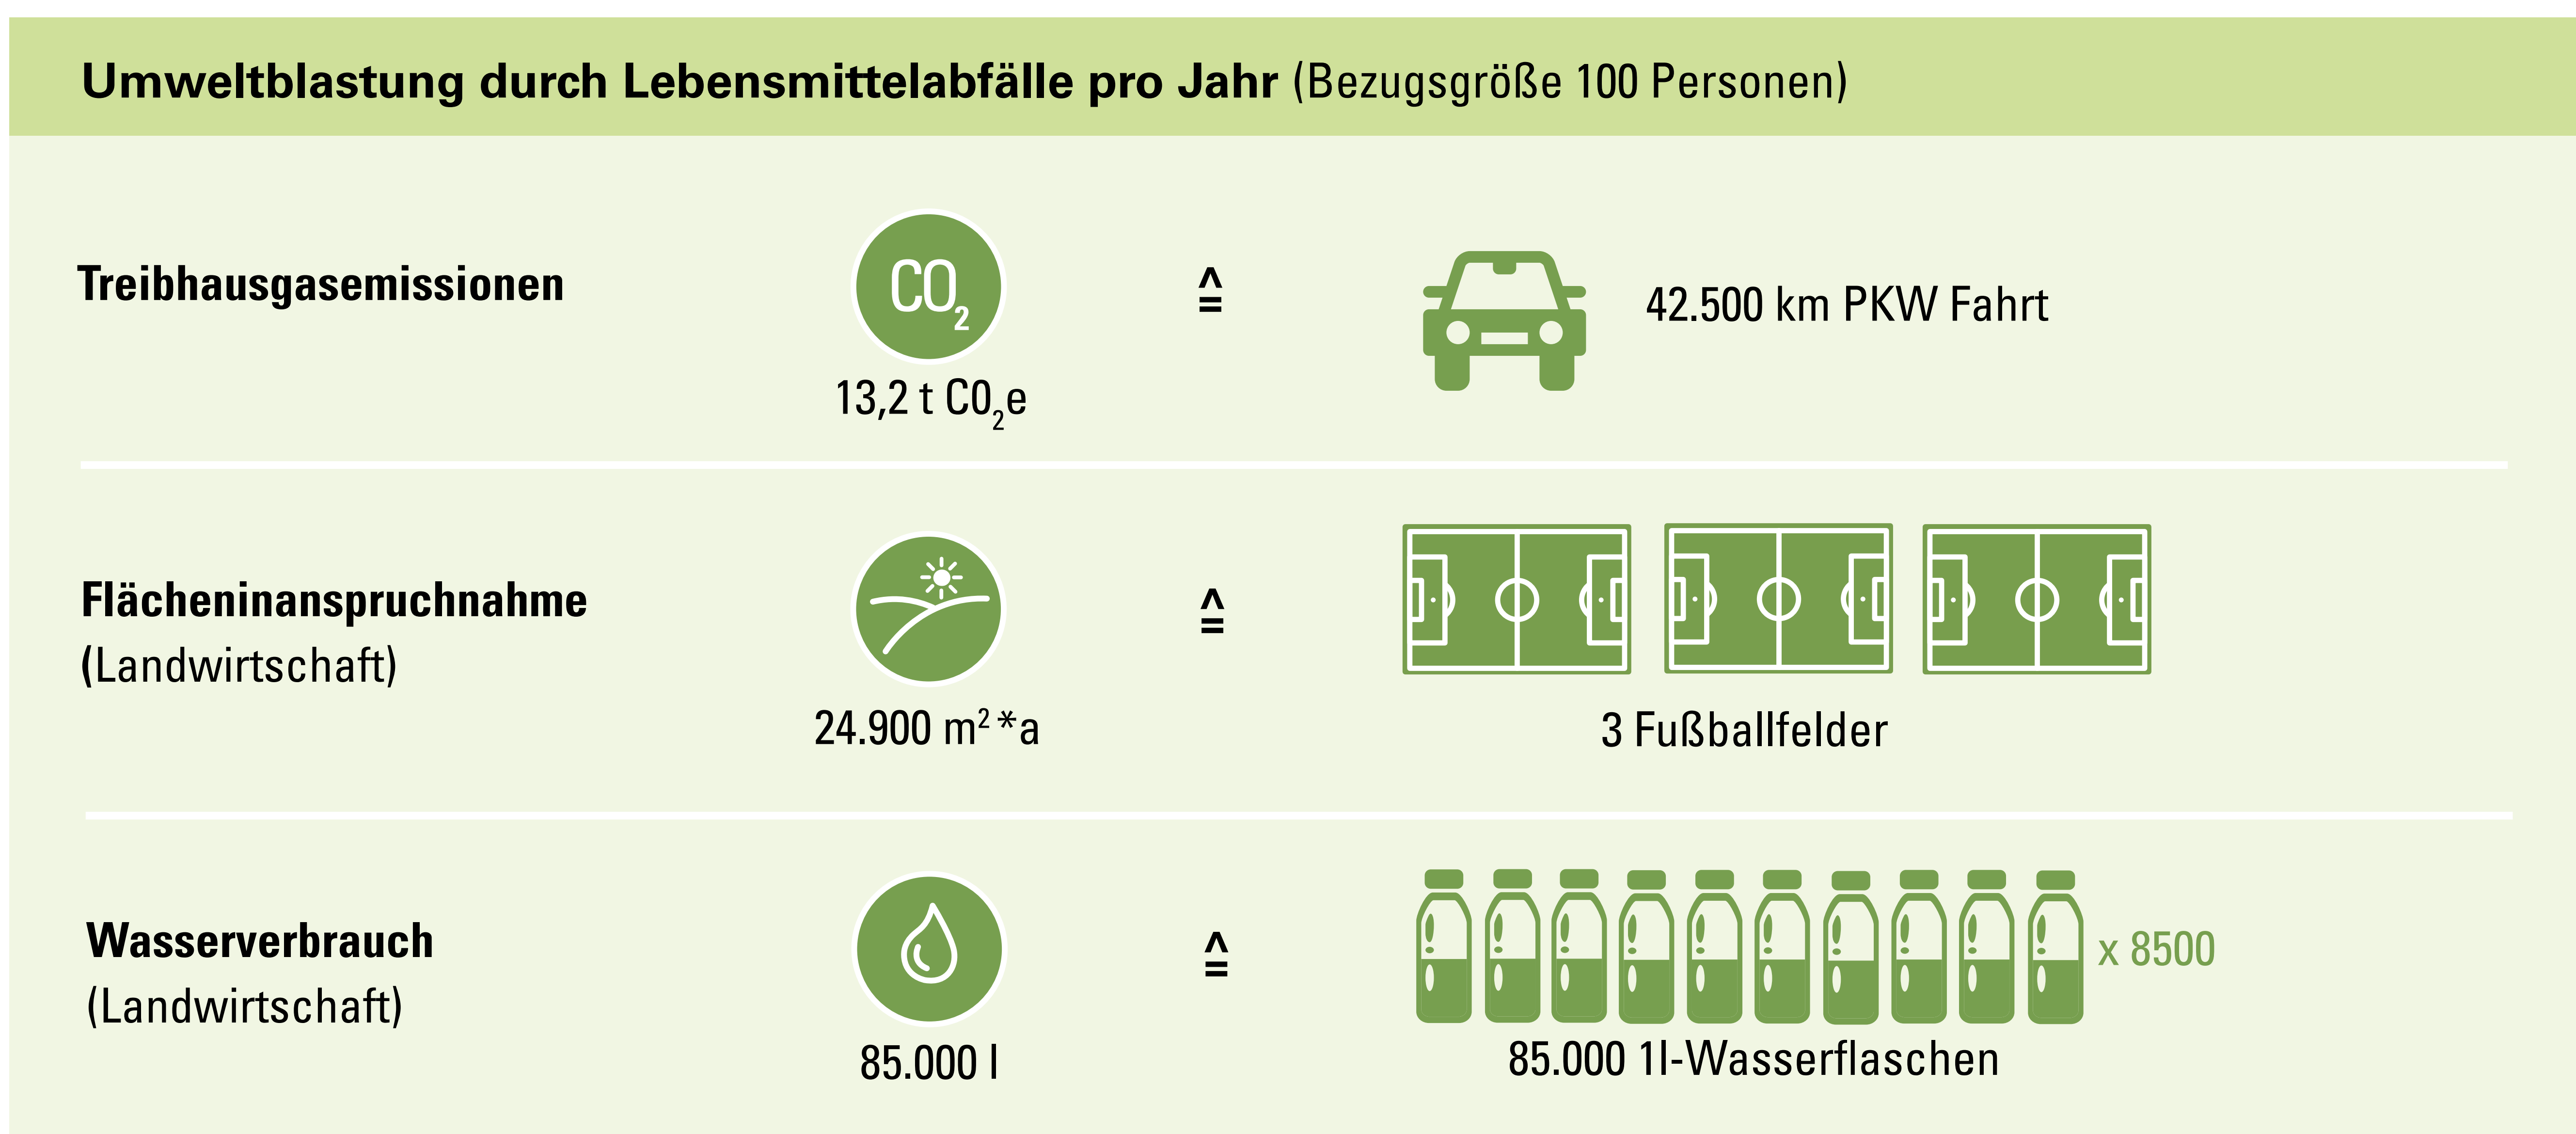 Umweltblastung durch Lebensmittelabfälle pro Jahr (Bezugsgröße 100 Personen)
Treibhausgasemissionen
CO₂
13,2 t C0₂e
≙
42.500 km PKW Fahrt
Flächeninanspruchnahme
(Landwirtschaft)
24.900 m² *a
≙
3 Fußballfelder
Wasserverbrauch
(Landwirtschaft)
85.000 l
≙
x 8500
85.000 1l-Wasserflaschen